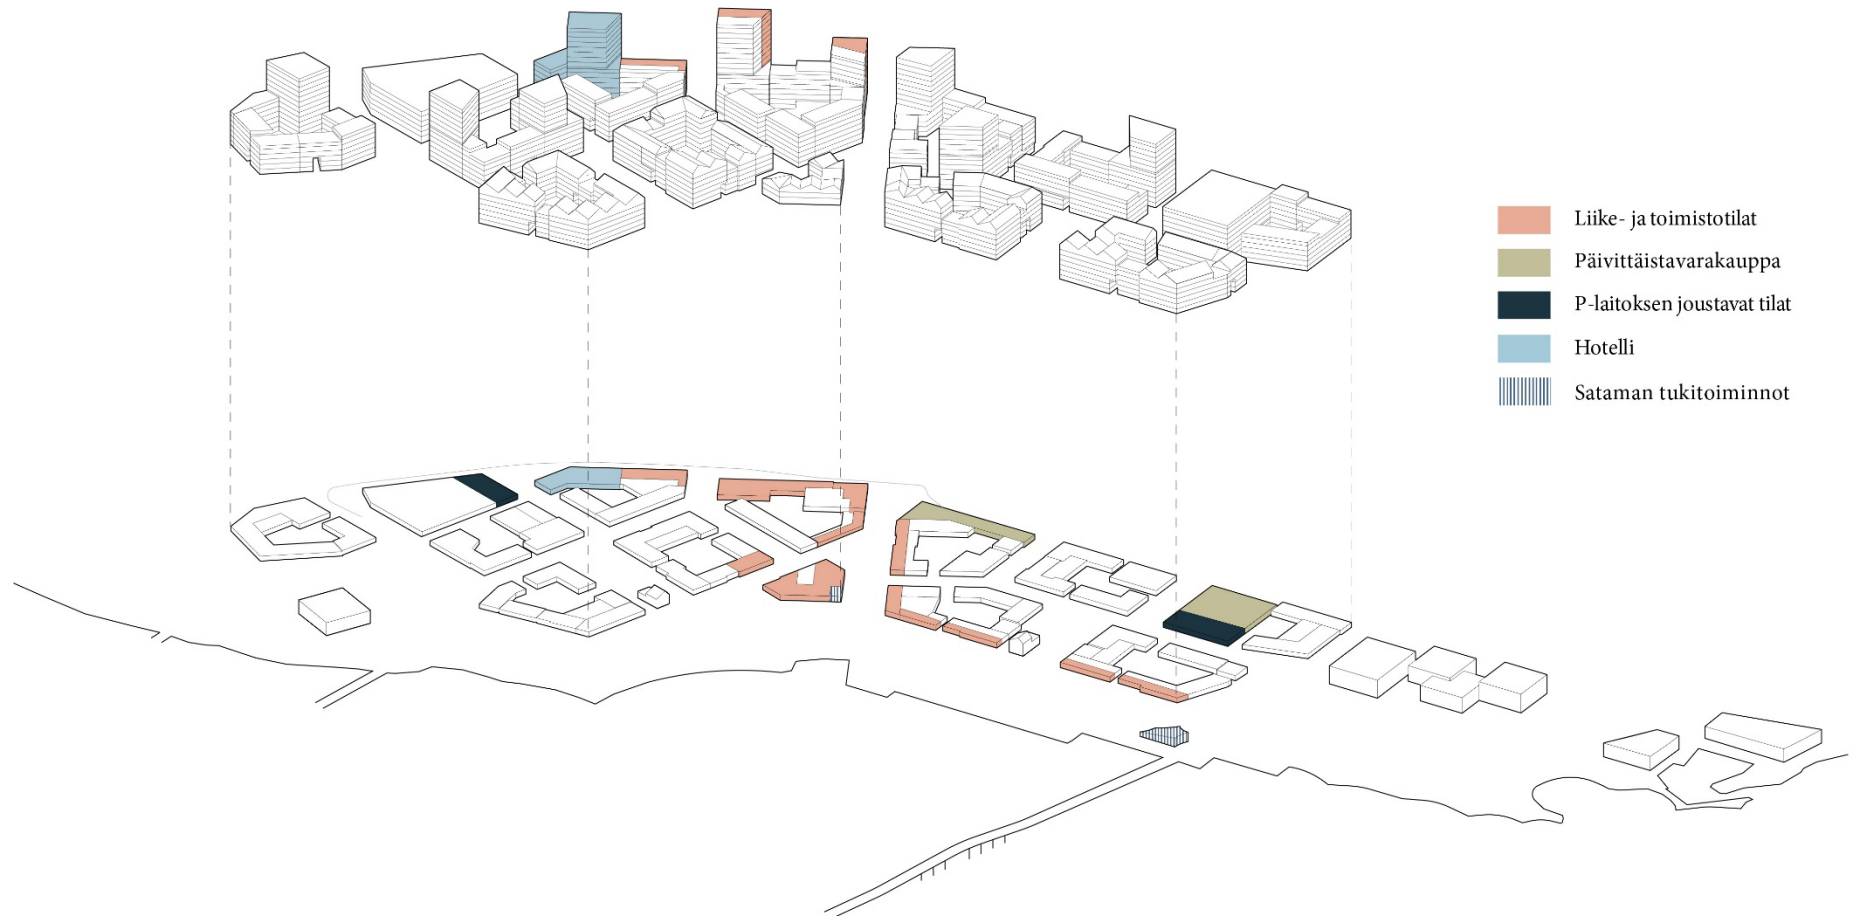 Liike- ja toimistotilat
Päivittäistavarakauppa
P-laitoksen joustavat tilat
Hotelli
Sataman tukitoiminnot